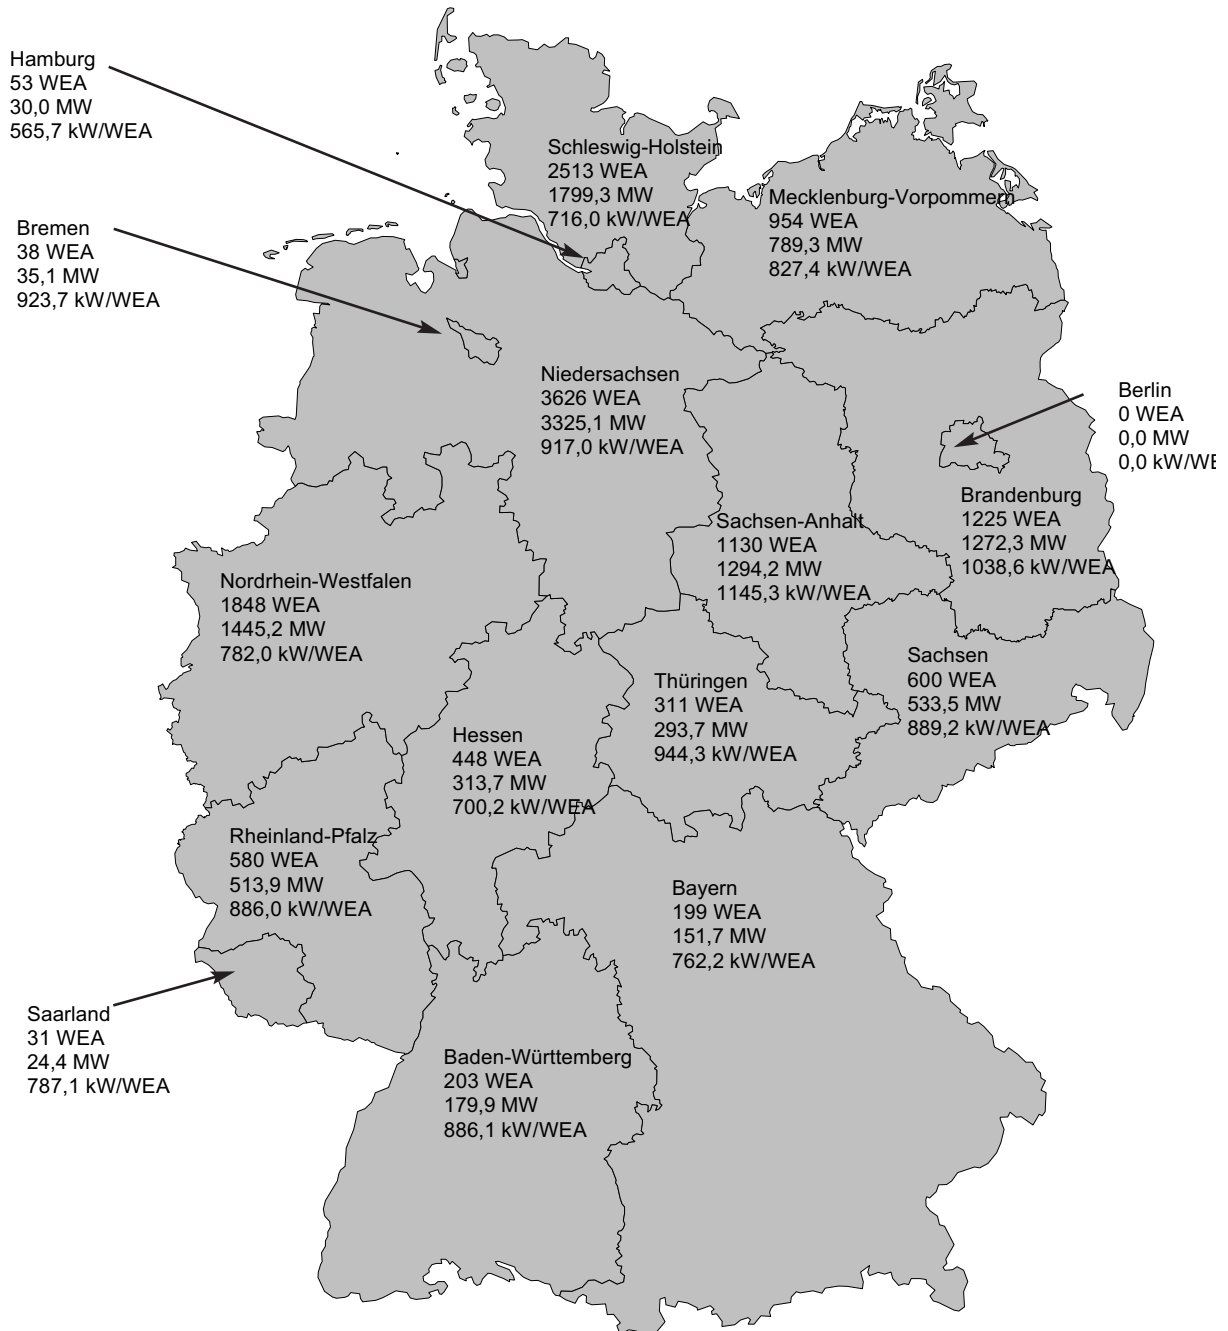 Hamburg
53 WEA
30,0 MW
565,7 kW/WEA
Schleswig-Holstein
2513 WEA
1799,3 MW
716,0 kW/WEA
Mecklenburg-Vorpommern
954 WEA
789,3 MW
827,4 kW/WEA
Bremen
38 WEA
35,1 MW
923,7 kW/WEA
Niedersachsen
3626 WEA
3325,1 MW
917,0 kW/WEA
Berlin
0 WEA
0,0 MW
0,0 kW/WE
Brandenburg
1225 WEA
1272,3 MW
1038,6 kW/WEA
Sachsen-Anhalt
1130 WEA
1294,2 MW
1145,3 kW/WEA
Nordrhein-Westfalen
1848 WEA
1445,2 MW
782,0 kW/WEA
Sachsen
600 WEA
533,5 MW
889,2 kW/WEA
Thüringen
311 WEA
293,7 MW
944,3 kW/WEA
Hessen
448 WEA
313,7 MW
700,2 kW/WEA
Rheinland-Pfalz
580 WEA
513,9 MW
886,0 kW/WEA
Bayern
199 WEA
151,7 MW
762,2 kW/WEA
Saarland
31 WEA
24,4 MW
787,1 kW/WEA
Baden-Württemberg
203 WEA
179,9 MW
886,1 kW/WEA